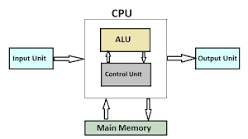 CPU
ALU
Input Unit
Control Unit
Output Unit
Main Memory